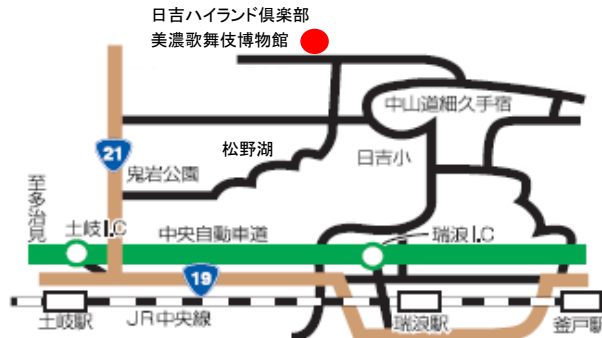 日吉ハイランド倶楽部
美濃歌舞伎博物館
中山道細久手宿
21
松野湖
日吉小
鬼岩公園
至多治見
土岐I.C
中央自動車道
瑞浪I.C
19
土岐駅
JR中央線
瑞浪駅
釜戸駅